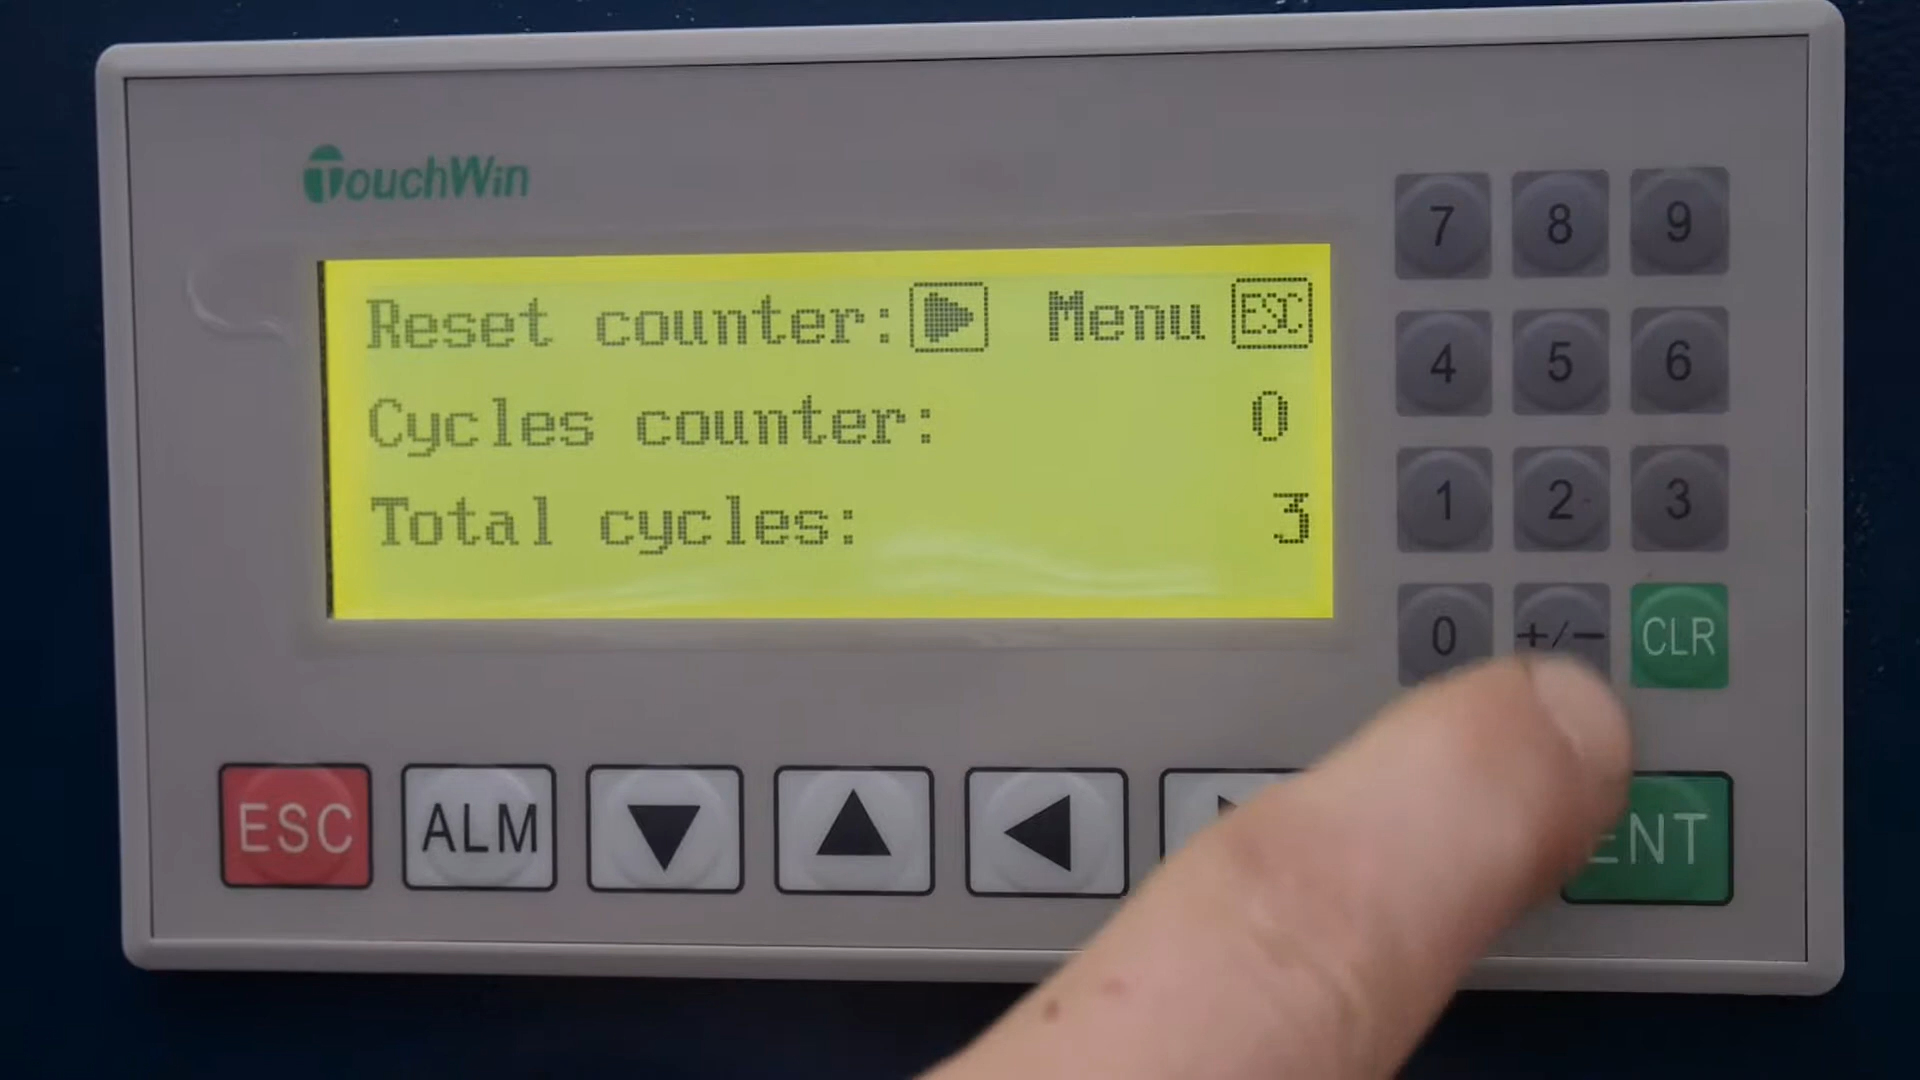 TouchWin
Reset counter: Menu ESC
Cycles counter: 0
Total cycles: 3
7 8 9
4 5 6
1 2 3
0 +/- CLR
ESC ALM ENT